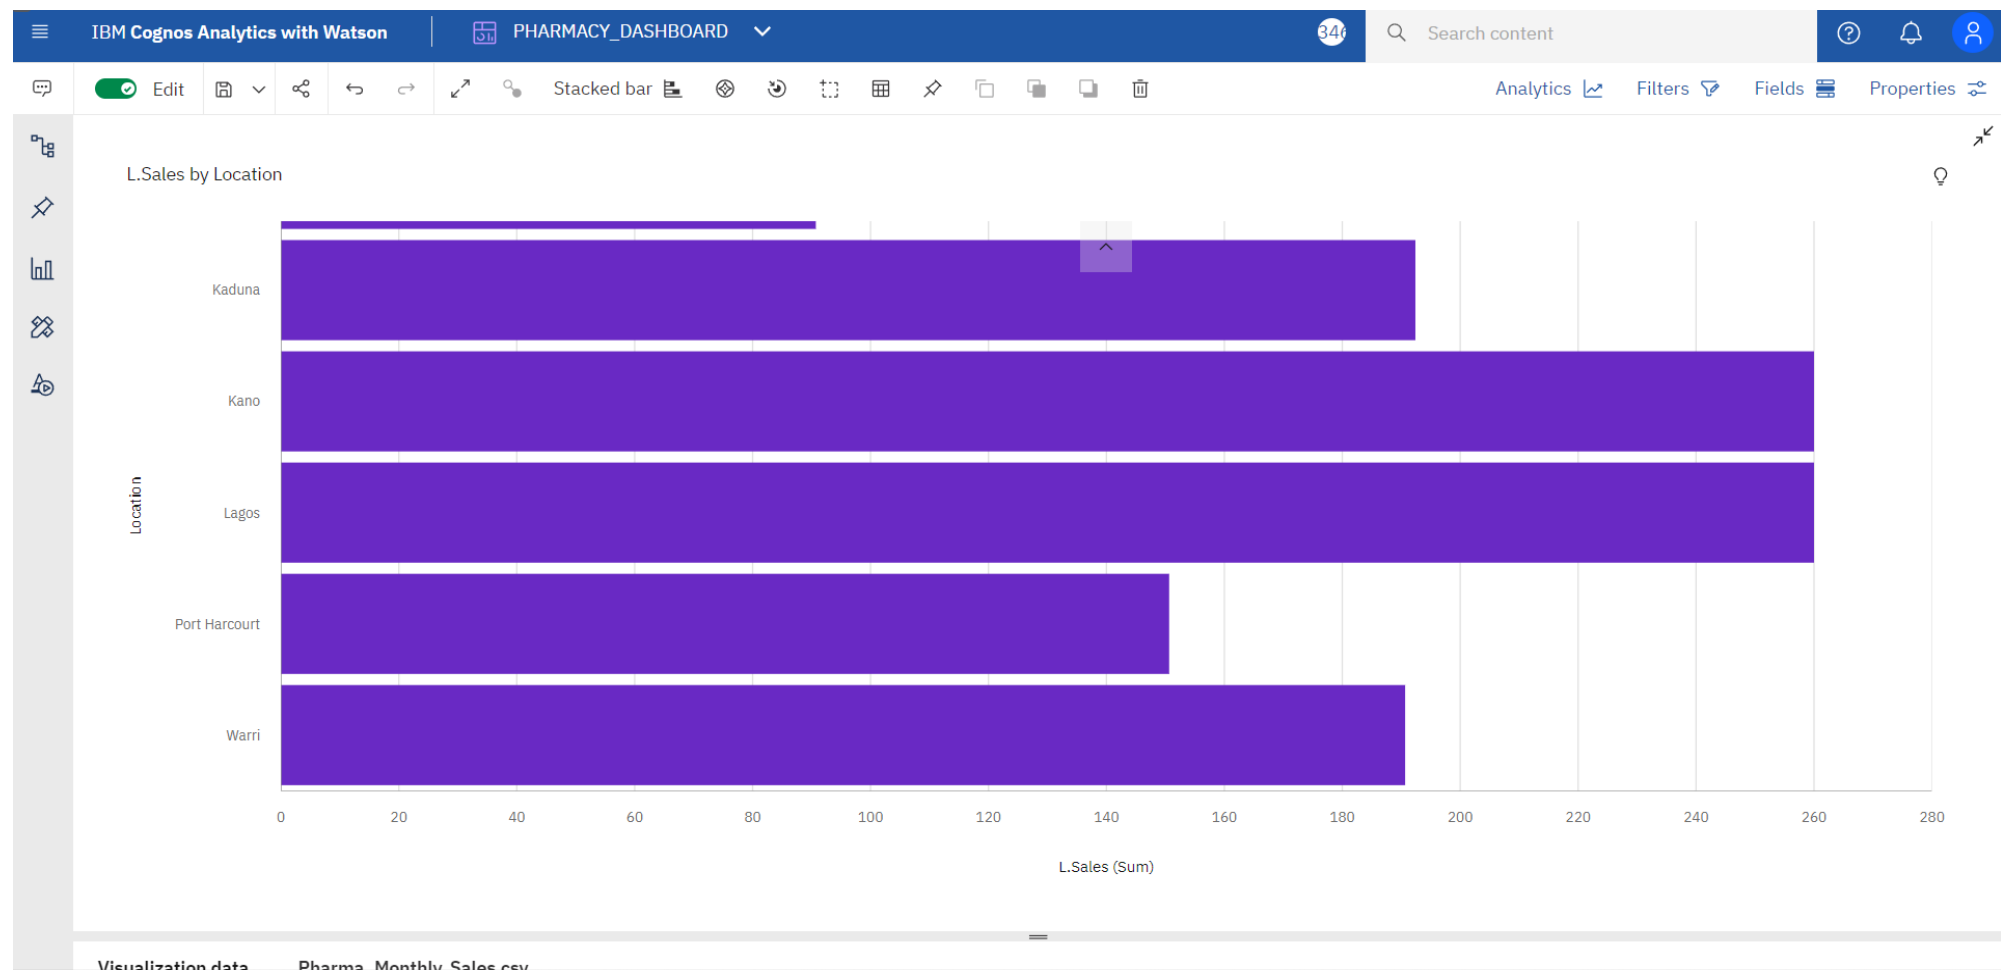 IBM Cognos Analytics with Watson
PHARMACY_DASHBOARD
Search content
Edit
Stacked bar
Analytics
Filters
Fields
Properties
L.Sales by Location
Kaduna
Kano
Location
Lagos
Port Harcourt
Warri
0 20 40 60 80 100 120 140 160 180 200 220 240 260 280
L.Sales (Sum)
Visualization data
Pharma_Monthly_Sales.csv